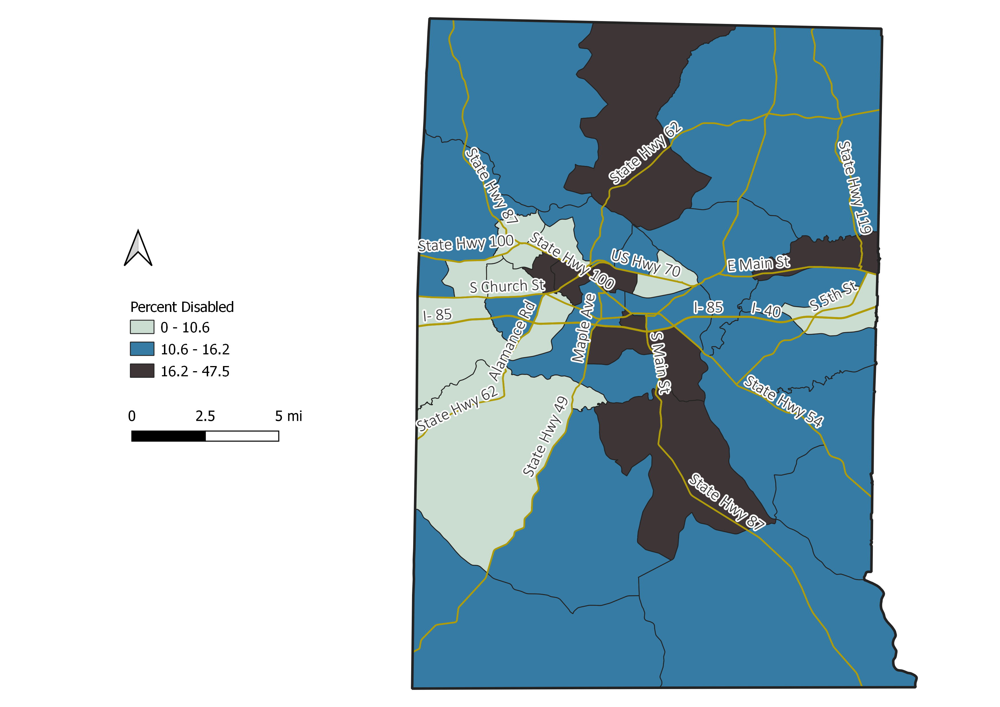 State Hwy 62
State Hwy 87
State Hwy 119
State Hwy 100
State Hwy 100
US Hwy 70
E Main St
S Church St
S 5th St
I- 85
I- 85
I- 40
Alamance Rd
Maple Ave
S Main St
State Hwy 62
State Hwy 49
State Hwy 54
State Hwy 87
Percent Disabled
0 - 10.6
10.6 - 16.2
16.2 - 47.5
0 2.5 5 mi